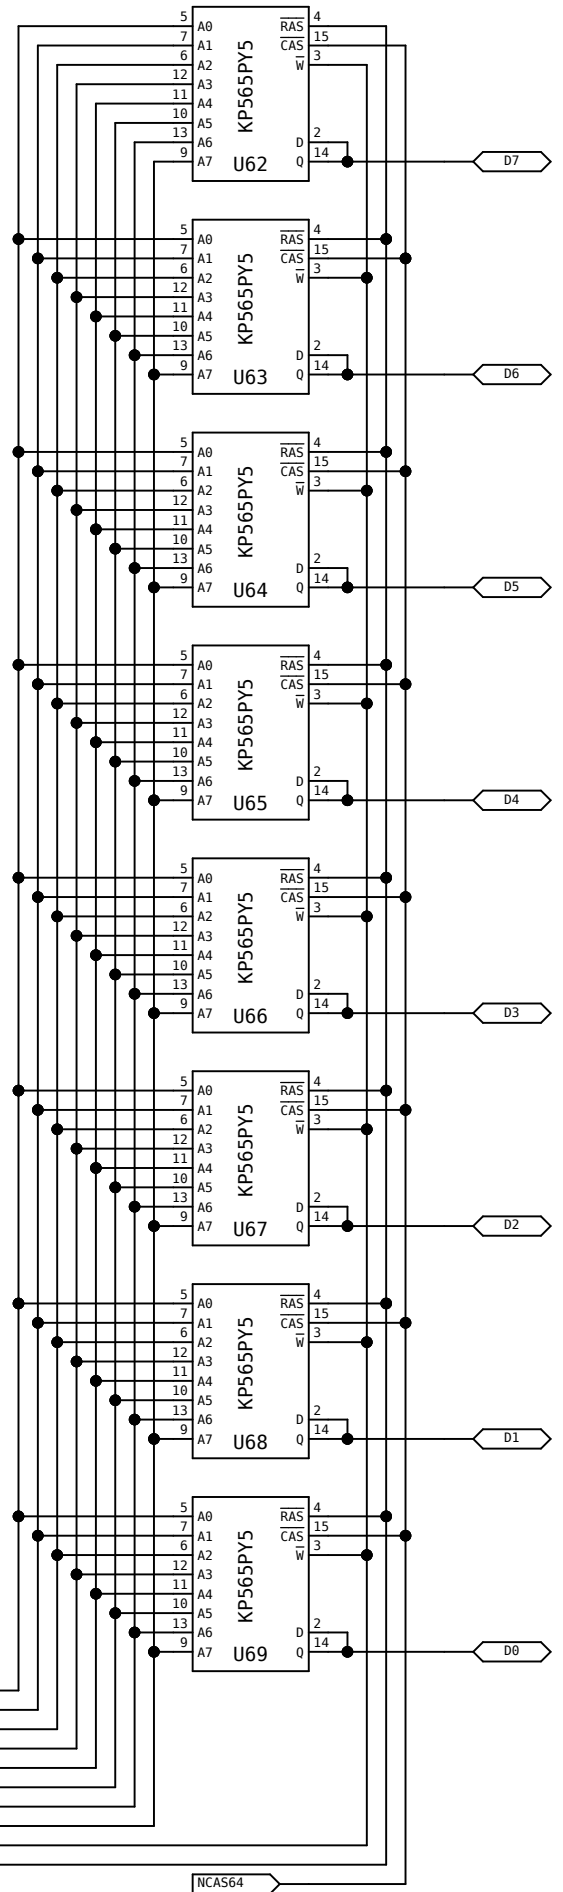 5 A0 RAS 4
7 A1 CAS 15
6 A2 W 3
12 A3
11 A4
10 A5
13 A6 D 2
9 A7 Q 14
KP565PY5
U62
D7
5 A0 RAS 4
7 A1 CAS 15
6 A2 W 3
12 A3
11 A4
10 A5
13 A6 D 2
9 A7 Q 14
KP565PY5
U63
D6
5 A0 RAS 4
7 A1 CAS 15
6 A2 W 3
12 A3
11 A4
10 A5
13 A6 D 2
9 A7 Q 14
KP565PY5
U64
D5
5 A0 RAS 4
7 A1 CAS 15
6 A2 W 3
12 A3
11 A4
10 A5
13 A6 D 2
9 A7 Q 14
KP565PY5
U65
D4
5 A0 RAS 4
7 A1 CAS 15
6 A2 W 3
12 A3
11 A4
10 A5
13 A6 D 2
9 A7 Q 14
KP565PY5
U66
D3
5 A0 RAS 4
7 A1 CAS 15
6 A2 W 3
12 A3
11 A4
10 A5
13 A6 D 2
9 A7 Q 14
KP565PY5
U67
D2
5 A0 RAS 4
7 A1 CAS 15
6 A2 W 3
12 A3
11 A4
10 A5
13 A6 D 2
9 A7 Q 14
KP565PY5
U68
D1
5 A0 RAS 4
7 A1 CAS 15
6 A2 W 3
12 A3
11 A4
10 A5
13 A6 D 2
9 A7 Q 14
KP565PY5
U69
D0
NCAS64